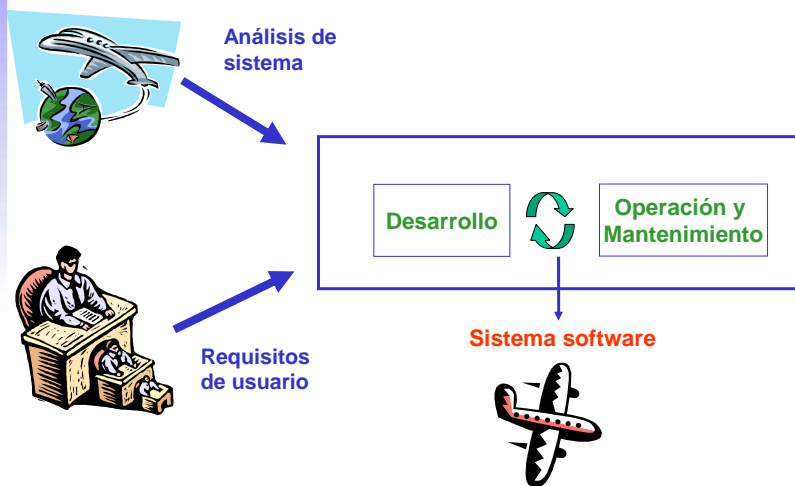 Análisis de
sistema
Desarrollo
Operación y
Mantenimiento
Sistema software
Requisitos
de usuario